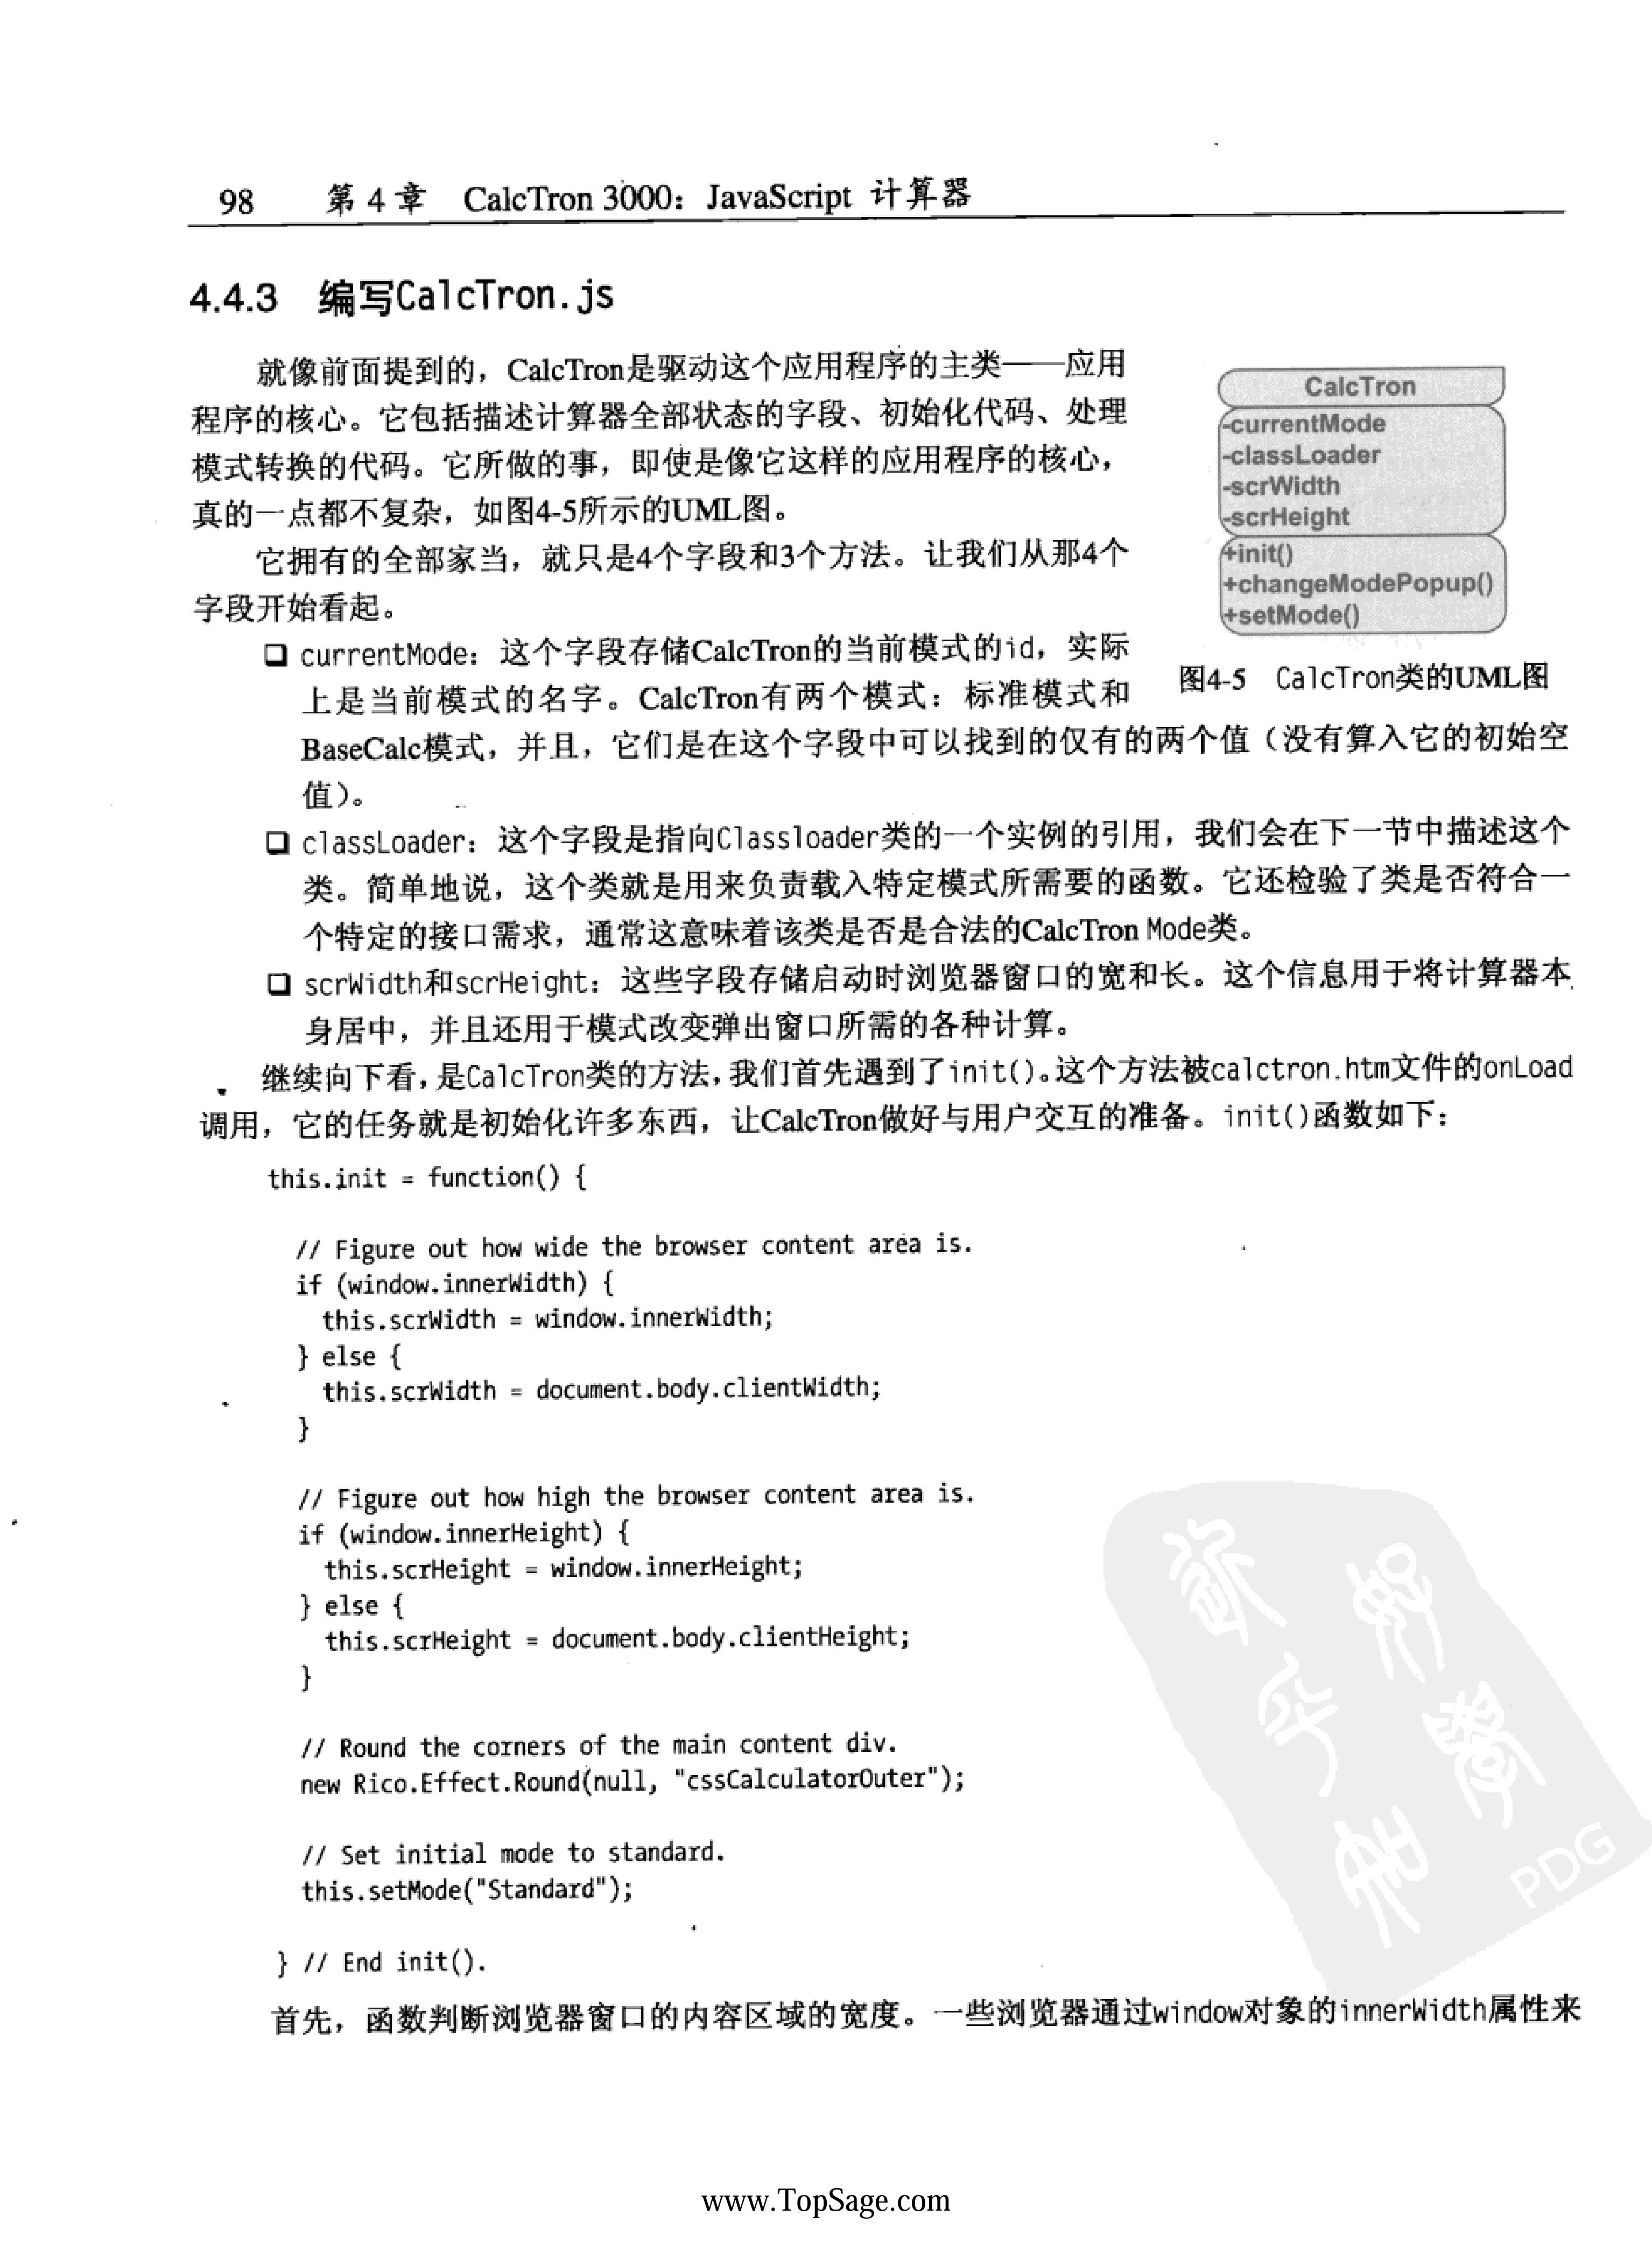 98 第 4 章 CalcTron 3000：JavaScript 计算器
4.4.3 编写CalcTron.js
就像前面提到的，CalcTron是驱动这个应用程序的主类——应用
程序的核心。它包括描述计算器全部状态的字段、初始化代码、处理
模式转换的代码。它所做的事，即使是像它这样的应用程序的核心，
真的一点都不复杂，如图4-5所示的UML图。
它拥有的全部家当，就只是4个字段和3个方法。让我们从那4个
字段开始看起。
CalcTron
-currentMode
-classLoader
-scrWidth
-scrHeight
+init()
+changeModePopup()
+setMode()
图4-5 CalcTron类的UML图
❑ currentMode：这个字段存储CalcTron的当前模式的id，实际
上是当前模式的名字。CalcTron有两个模式：标准模式和
BaseCalc模式，并且，它们是在这个字段中可以找到的仅有的两个值（没有算入它的初始空
值）。
❑ classLoader：这个字段是指向Classloader类的一个实例的引用，我们会在下一节中描述这个
类。简单地说，这个类就是用来负责载入特定模式所需要的函数。它还检验了类是否符合一
个特定的接口需求，通常这意味着该类是否是合法的CalcTron Mode类。
❑ scrWidth和scrHeight：这些字段存储启动时浏览器窗口的宽和长。这个信息用于将计算器本
身居中，并且还用于模式改变弹出窗口所需的各种计算。
继续向下看，是CalcTron类的方法，我们首先遇到了init()。这个方法被calctron.htm文件的onLoad
调用，它的任务就是初始化许多东西，让CalcTron做好与用户交互的准备。init()函数如下：
this.init = function() {
// Figure out how wide the browser content area is.
if (window.innerWidth) {
this.scrWidth = window.innerWidth;
} else {
this.scrWidth = document.body.clientWidth;
}
// Figure out how high the browser content area is.
if (window.innerHeight) {
this.scrHeight = window.innerHeight;
} else {
this.scrHeight = document.body.clientHeight;
}
// Round the corners of the main content div.
new Rico.Effect.Round(null, "cssCalculatorOuter");
// Set initial mode to standard.
this.setMode("Standard");
} // End init().
首先，函数判断浏览器窗口的内容区域的宽度。一些浏览器通过window对象的innerWidth属性来
PDG
www.TopSage.com